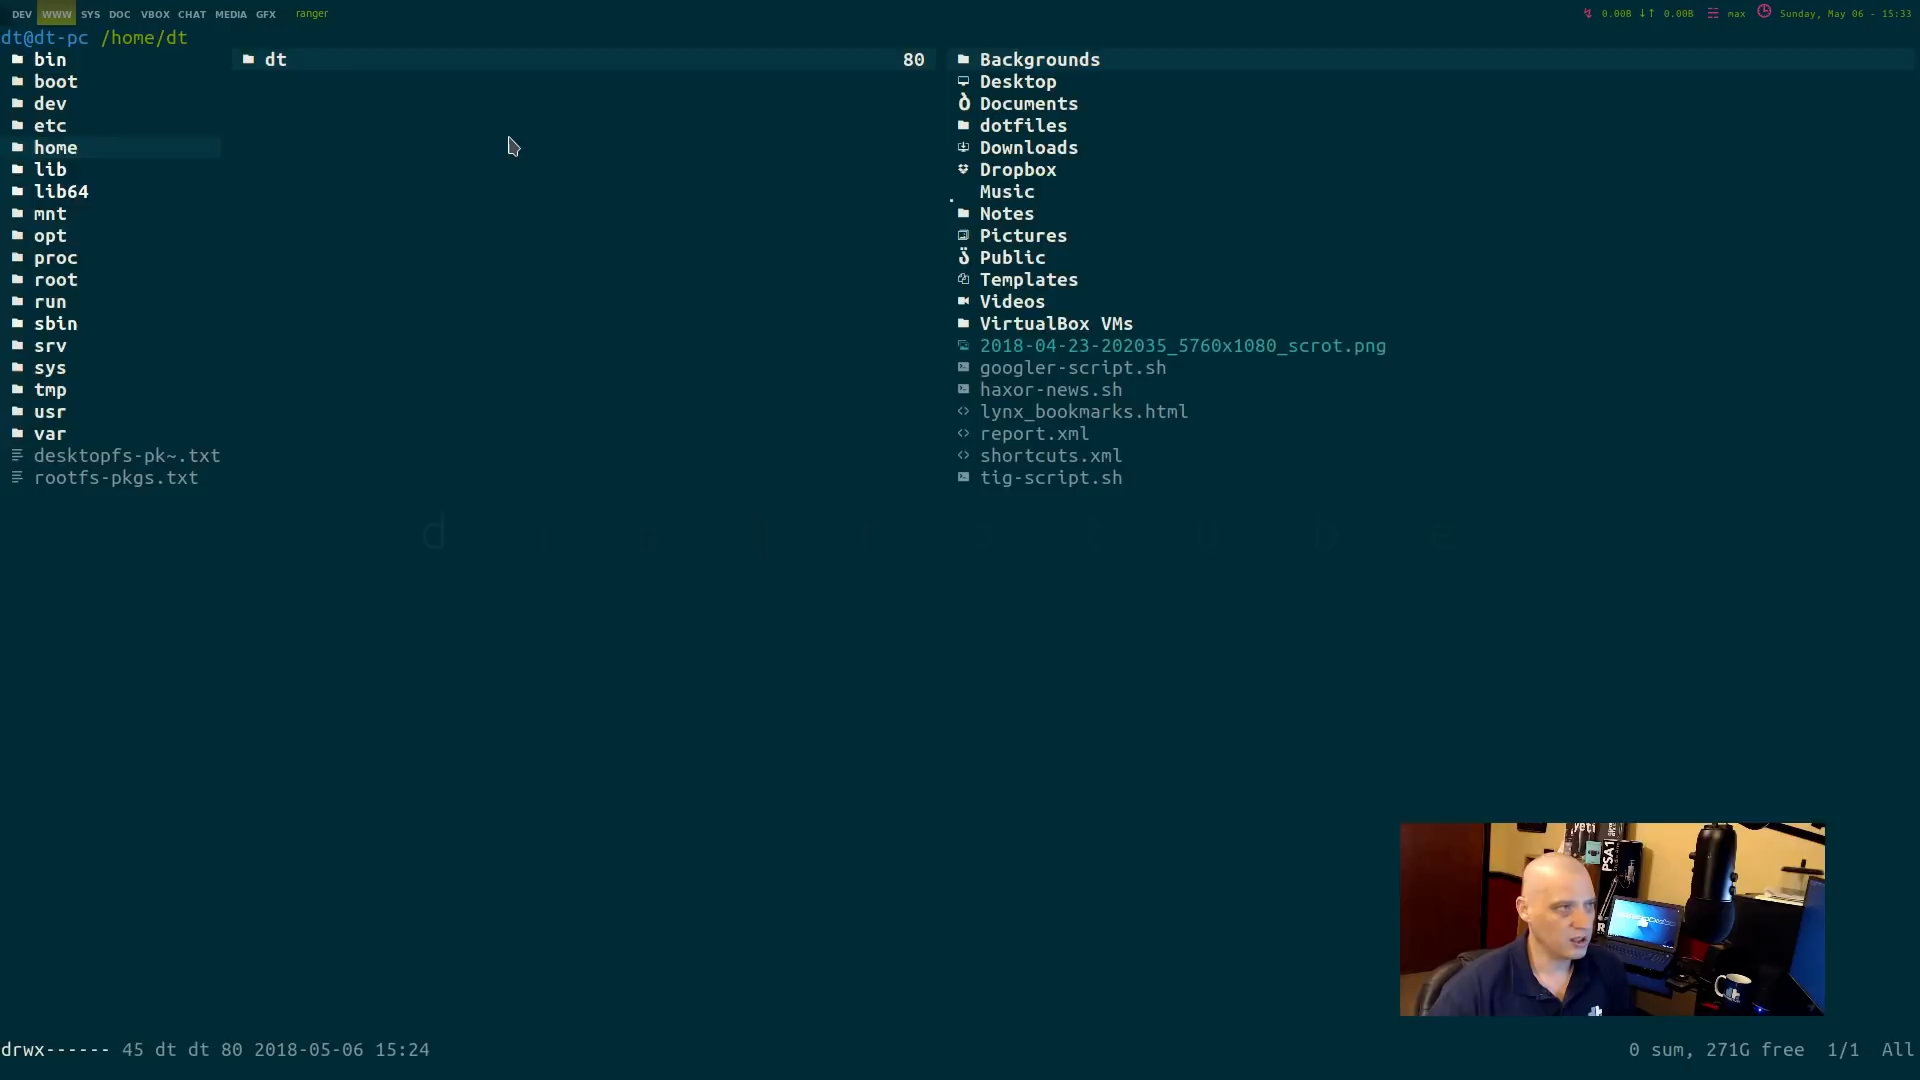 DEV WWW SYS DOC VBOX CHAT MEDIA GFX ranger 0.00B ↓↑ 0.00B max Sunday, May 06 - 15:33
dt@dt-pc /home/dt
bin
boot
dev
etc
home
lib
lib64
mnt
opt
proc
root
run
sbin
srv
sys
tmp
usr
var
desktopfs-pk~.txt
rootfs-pkgs.txt
dt 80
Backgrounds
Desktop
Documents
dotfiles
Downloads
Dropbox
Music
Notes
Pictures
Public
Templates
Videos
VirtualBox VMs
2018-04-23-202035_5760x1080_scrot.png
googler-script.sh
haxor-news.sh
lynx_bookmarks.html
report.xml
shortcuts.xml
tig-script.sh
yeti
PSA1
drwx------ 45 dt dt 80 2018-05-06 15:24 0 sum, 271G free 1/1 All